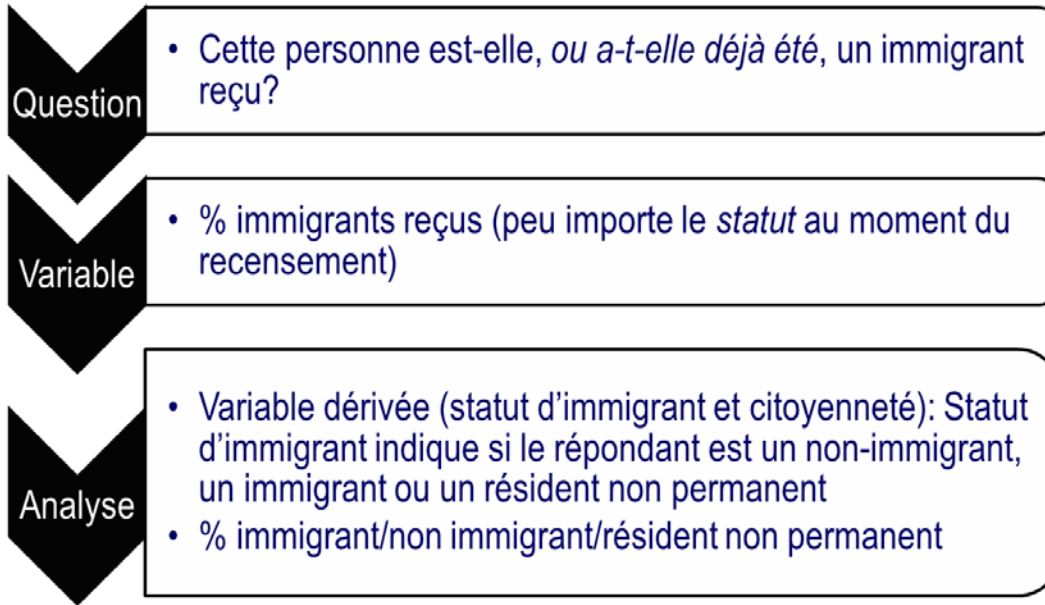 Question
• Cette personne est-elle, ou a-t-elle déjà été, un immigrant
reçu?
Variable
• % immigrants reçus (peu importe le statut au moment du
recensement)
Analyse
• Variable dérivée (statut d’immigrant et citoyenneté): Statut
d’immigrant indique si le répondant est un non-immigrant,
un immigrant ou un résident non permanent
• % immigrant/non immigrant/résident non permanent